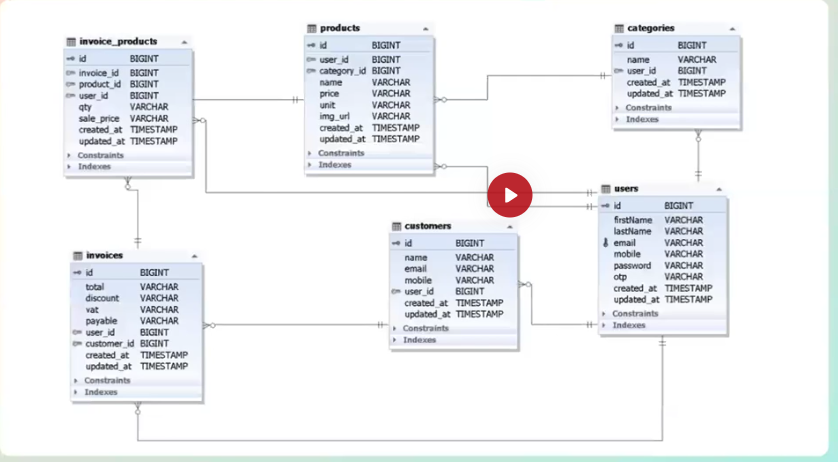 invoice_products
id BIGINT
invoice_id BIGINT
product_id BIGINT
user_id BIGINT
qty VARCHAR
sale_price VARCHAR
created_at TIMESTAMP
updated_at TIMESTAMP
Constraints
Indexes
products
id BIGINT
user_id BIGINT
category_id BIGINT
name VARCHAR
price VARCHAR
unit VARCHAR
img_url VARCHAR
created_at TIMESTAMP
updated_at TIMESTAMP
Constraints
Indexes
categories
id BIGINT
name VARCHAR
user_id BIGINT
created_at TIMESTAMP
updated_at TIMESTAMP
Constraints
Indexes
invoices
id BIGINT
total VARCHAR
discount VARCHAR
vat VARCHAR
payable VARCHAR
user_id BIGINT
customer_id BIGINT
created_at TIMESTAMP
updated_at TIMESTAMP
Constraints
Indexes
customers
id BIGINT
name VARCHAR
email VARCHAR
mobile VARCHAR
user_id BIGINT
created_at TIMESTAMP
updated_at TIMESTAMP
Constraints
Indexes
users
id BIGINT
firstName VARCHAR
lastName VARCHAR
email VARCHAR
mobile VARCHAR
password VARCHAR
otp VARCHAR
created_at TIMESTAMP
updated_at TIMESTAMP
Constraints
Indexes